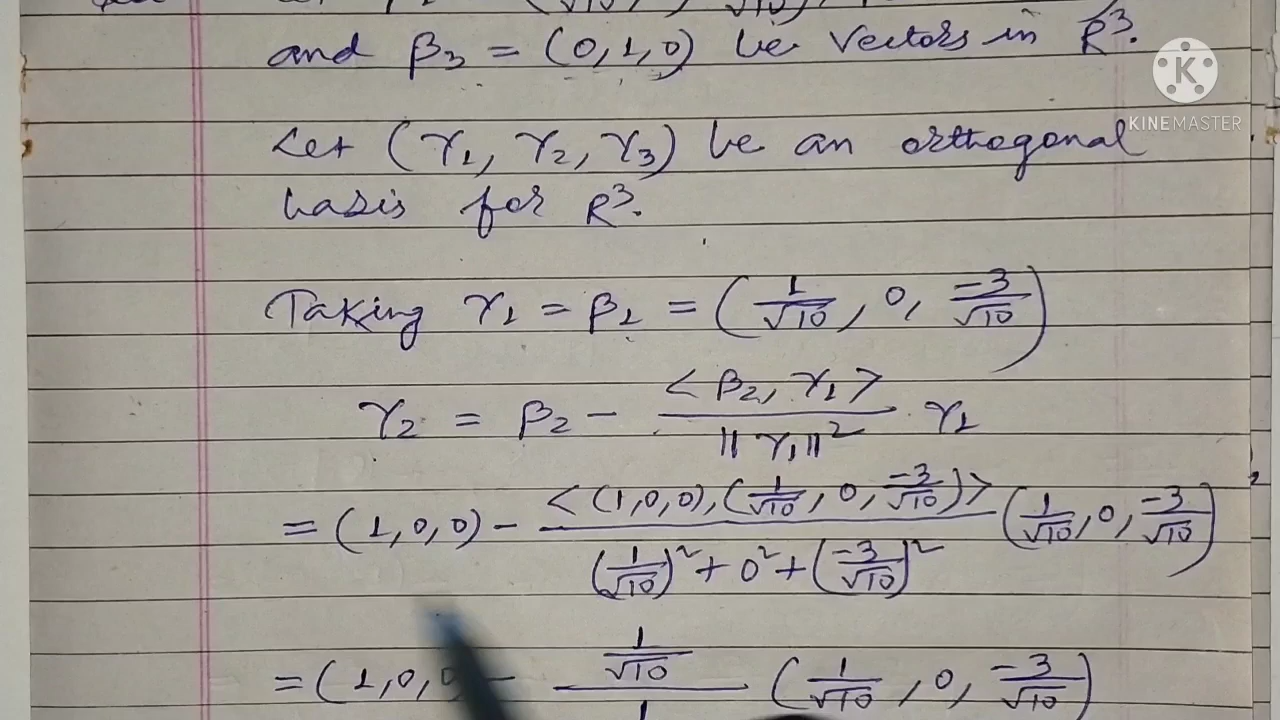 and β₃ = (0,1,0) be vectors in R³.
K
KINEMASTER
Let (γ₁, γ₂, γ₃) be an orthogonal
basis for R³.
Taking γ₁ = β₁ = (1/√10, 0, -3/√10)
γ₂ = β₂ - <β₂, γ₁> / ||γ₁||² γ₁
= (1,0,0) - <(1,0,0), (1/√10, 0, -3/√10)> / (1/√10)² + 0² + (-3/√10)² (1/√10, 0, -3/√10)
= (1,0,0) - 1/√10 / 1 (1/√10, 0, -3/√10)